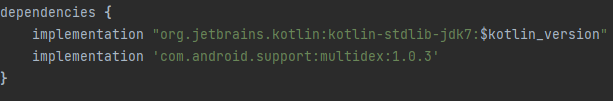 dependencies {
    implementation "org.jetbrains.kotlin:kotlin-stdlib-jdk7:$kotlin_version"
    implementation 'com.android.support:multidex:1.0.3'
}